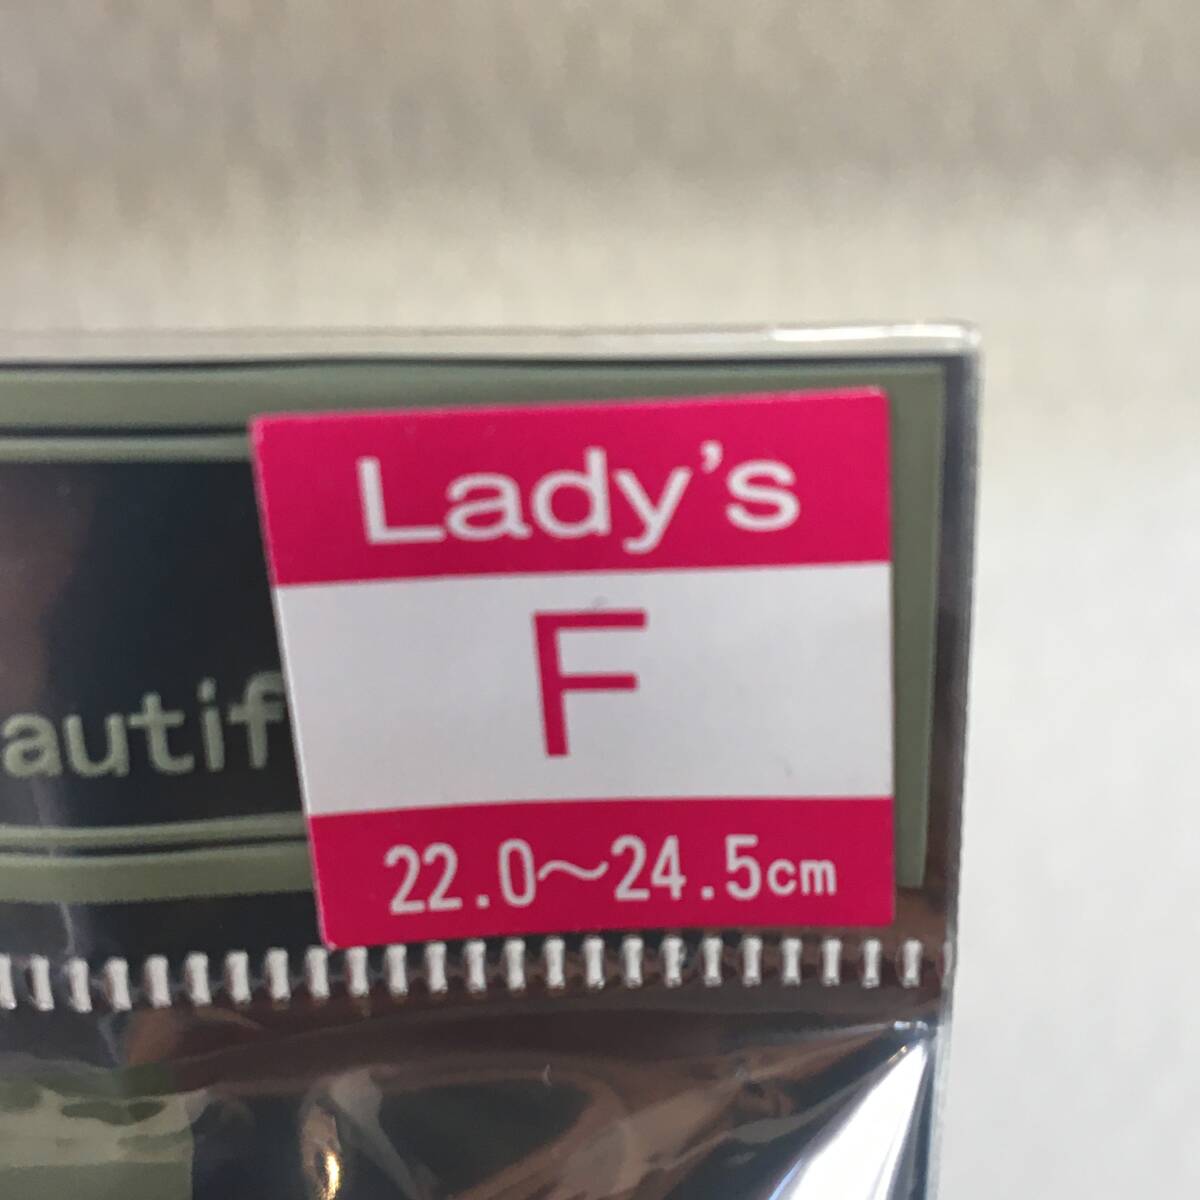 Lady's
F
autif
22.0～24.5cm